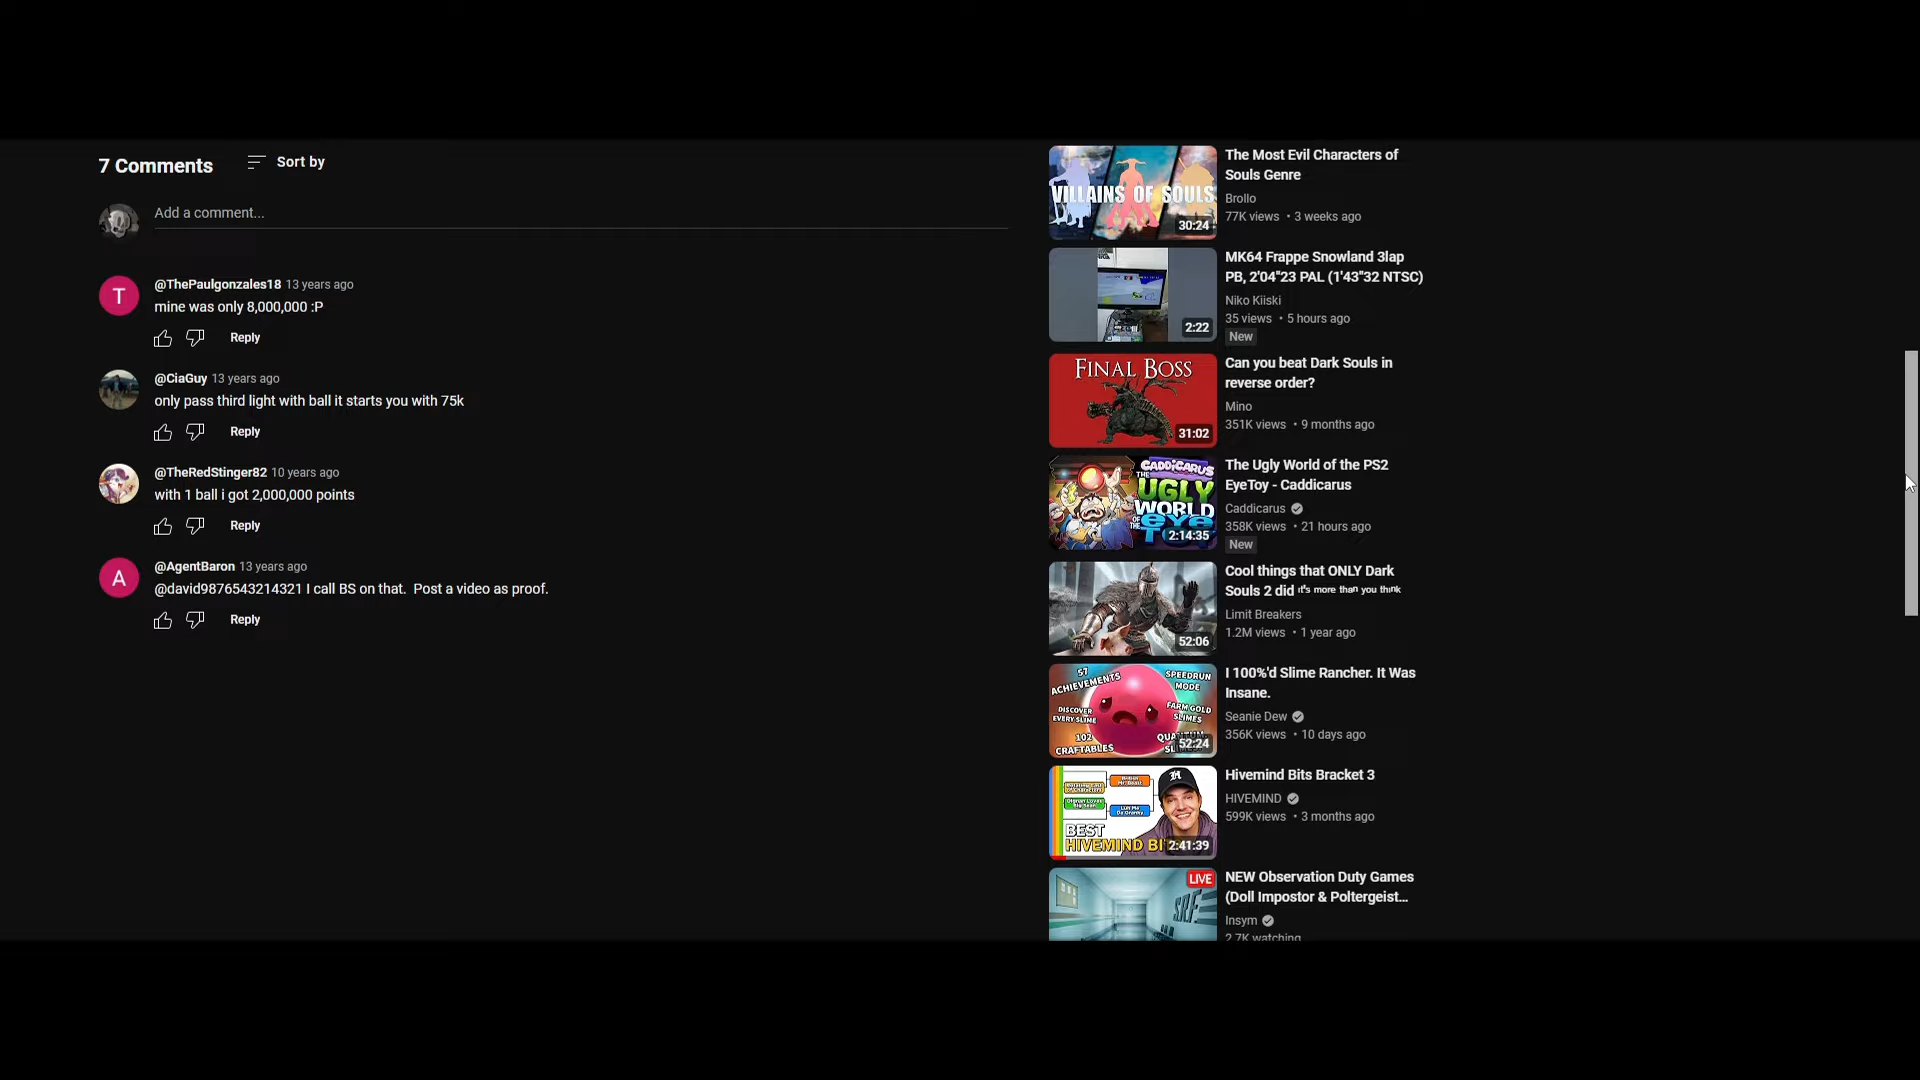 7 Comments
Sort by
Add a comment...
T
@ThePaulgonzales18 13 years ago
mine was only 8,000,000 :P
Reply
@CiaGuy 13 years ago
only pass third light with ball it starts you with 75k
Reply
@TheRedStinger82 10 years ago
with 1 ball i got 2,000,000 points
Reply
A
@AgentBaron 13 years ago
@david9876543214321 I call BS on that.  Post a video as proof.
Reply
VILLAINS OF SOULS
30:24
The Most Evil Characters of
Souls Genre
Brollo
77K views • 3 weeks ago
2:22
MK64 Frappe Snowland 3lap
PB, 2'04"23 PAL (1'43"32 NTSC)
Niko Kiiski
35 views • 5 hours ago
New
FINAL BOSS
31:02
Can you beat Dark Souls in
reverse order?
Mino
351K views • 9 months ago
CADDICARUS
THE
UGLY
WORLD
OF THE
EYE
2:14:35
The Ugly World of the PS2
EyeToy - Caddicarus
Caddicarus
358K views • 21 hours ago
New
52:06
Cool things that ONLY Dark
Souls 2 did it's more than you think
Limit Breakers
1.2M views • 1 year ago
57
ACHIEVEMENTS
SPEEDRUN
MODE
DISCOVER
EVERY SLIME
FARM GOLD
SLIMES
102
CRAFTABLES
52:24
I 100%'d Slime Rancher. It Was
Insane.
Seanie Dew
356K views • 10 days ago
BEST
HIVEMIND BI
2:41:39
Hivemind Bits Bracket 3
HIVEMIND
599K views • 3 months ago
LIVE
NEW Observation Duty Games
(Doll Impostor & Poltergeist...
Insym
2.7K watching